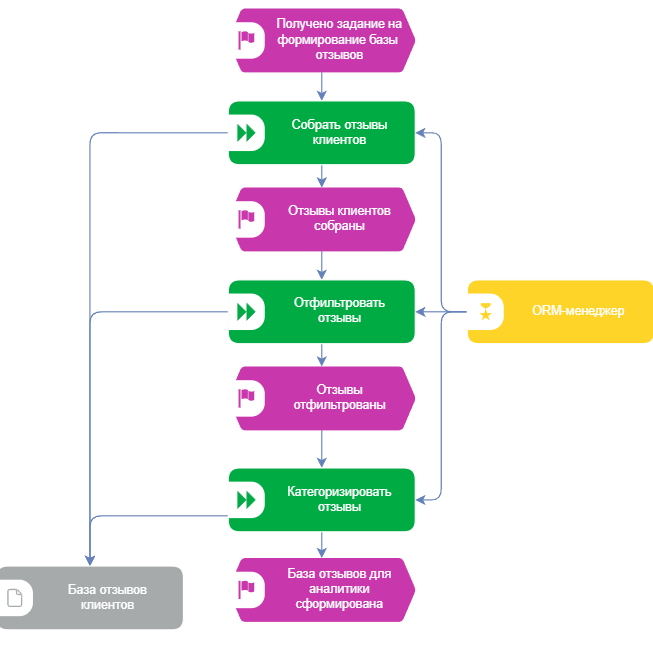 Получено задание на
формирование базы
отзывов
Собрать отзывы
клиентов
Отзывы клиентов
собраны
Отфильтровать
отзывы
ORM-менеджер
Отзывы
отфильтрованы
Категоризировать
отзывы
База отзывов
клиентов
База отзывов для
аналитики
сформирована